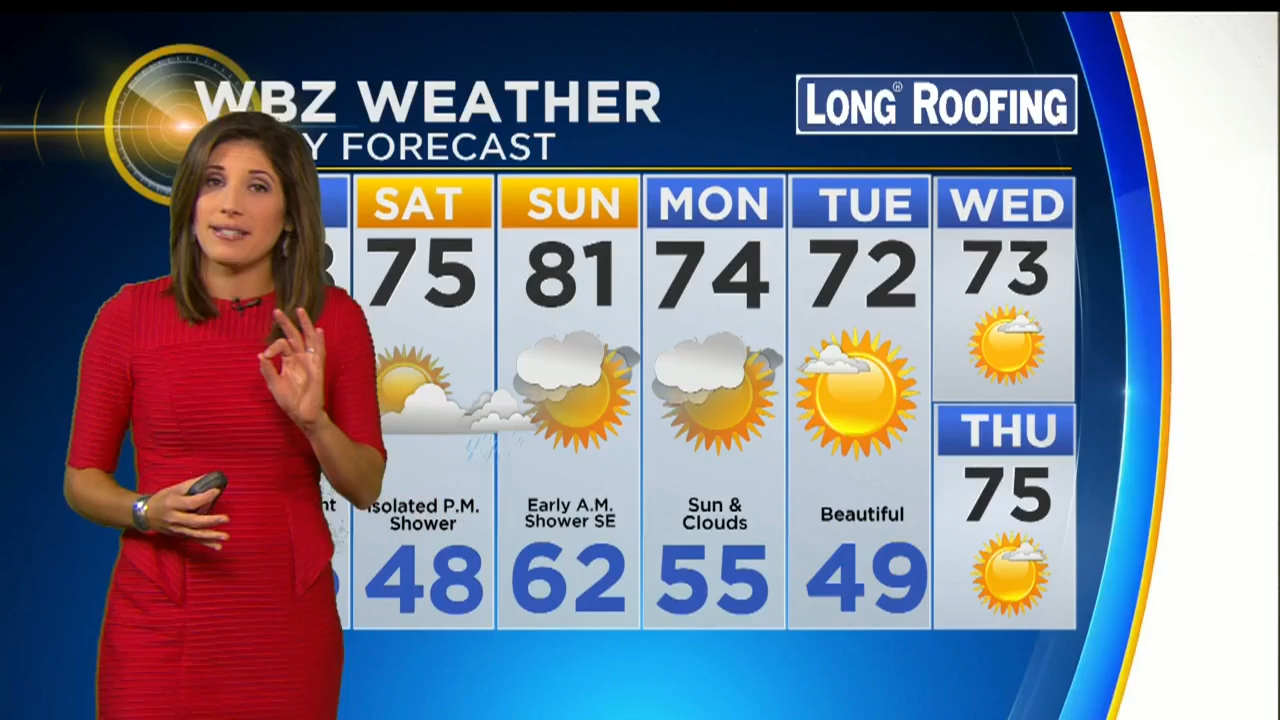 WBZ WEATHER
FORECAST
LONG® ROOFING
SAT SUN MON TUE WED
75 81 74 72 73
THU
75
Isolated P.M.
Shower
Early A.M.
Shower SE
Sun &
Clouds
Beautiful
48 62 55 49